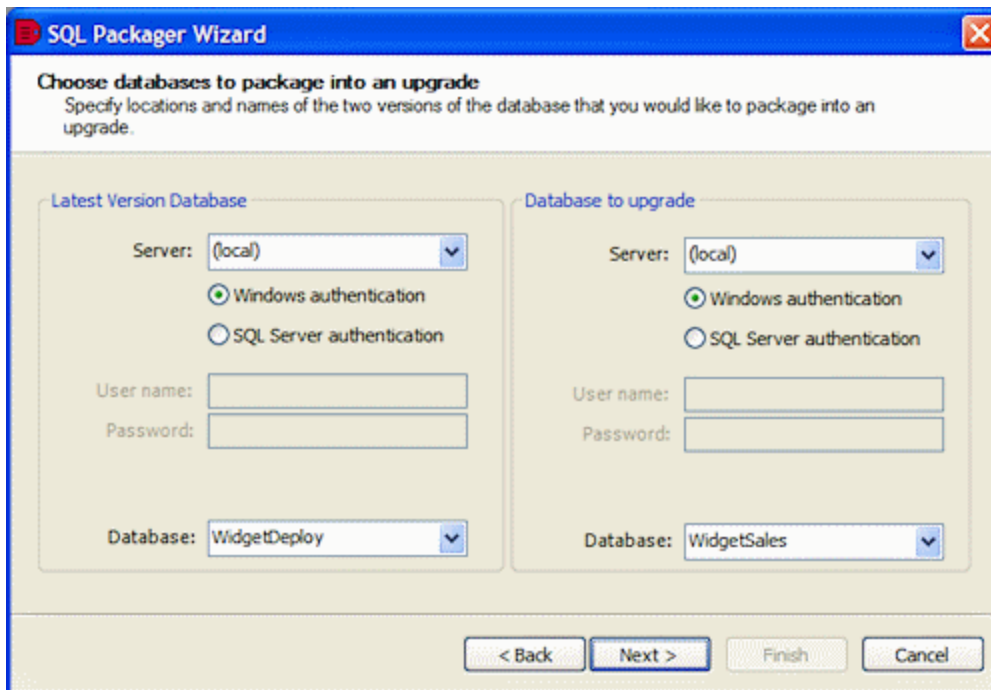 SQL Packager Wizard
Choose databases to package into an upgrade
Specify locations and names of the two versions of the database that you would like to package into an
upgrade.
Latest Version Database
Server: (local)
Windows authentication
SQL Server authentication
User name:
Password:
Database: WidgetDeploy
Database to upgrade
Server: (local)
Windows authentication
SQL Server authentication
User name:
Password:
Database: WidgetSales
< Back Next > Finish Cancel